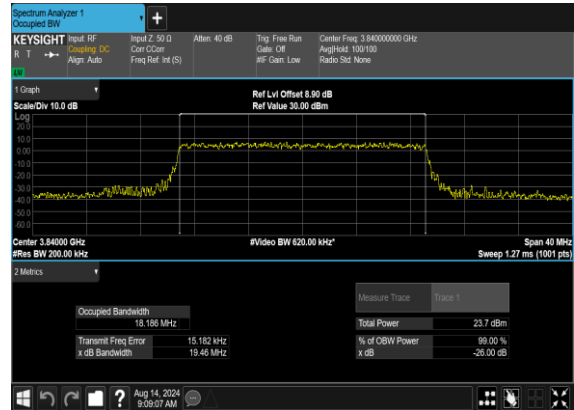 Spectrum Analyzer 1
Occupied BW
+
KEYSIGHT Input: RF Input Z: 50 Ω Atten: 40 dB Trig: Free Run Center Freq: 3.840000000 GHz
R T Coupling: DC Corr CCorr Gate: Off Avg|Hold: 100/100
Align: Auto Freq Ref: Int (S) #IF Gain: Low Radio Std: None
LW
1 Graph Ref Lvl Offset 8.90 dB
Scale/Div 10.0 dB Ref Value 30.00 dBm
Log
20.0
10.0
0.00
-10.0
-20.0
-30.0
-40.0
-50.0
-60.0
Center 3.84000 GHz #Video BW 620.00 kHz* Span 40 MHz
#Res BW 200.00 kHz Sweep 1.27 ms (1001 pts)
2 Metrics
Measure Trace Trace 1
Occupied Bandwidth
18.186 MHz Total Power 23.7 dBm
Transmit Freq Error 15.182 kHz % of OBW Power 99.00 %
x dB Bandwidth 19.46 MHz x dB -26.00 dB
? Aug 14, 2024
9:09:07 AM